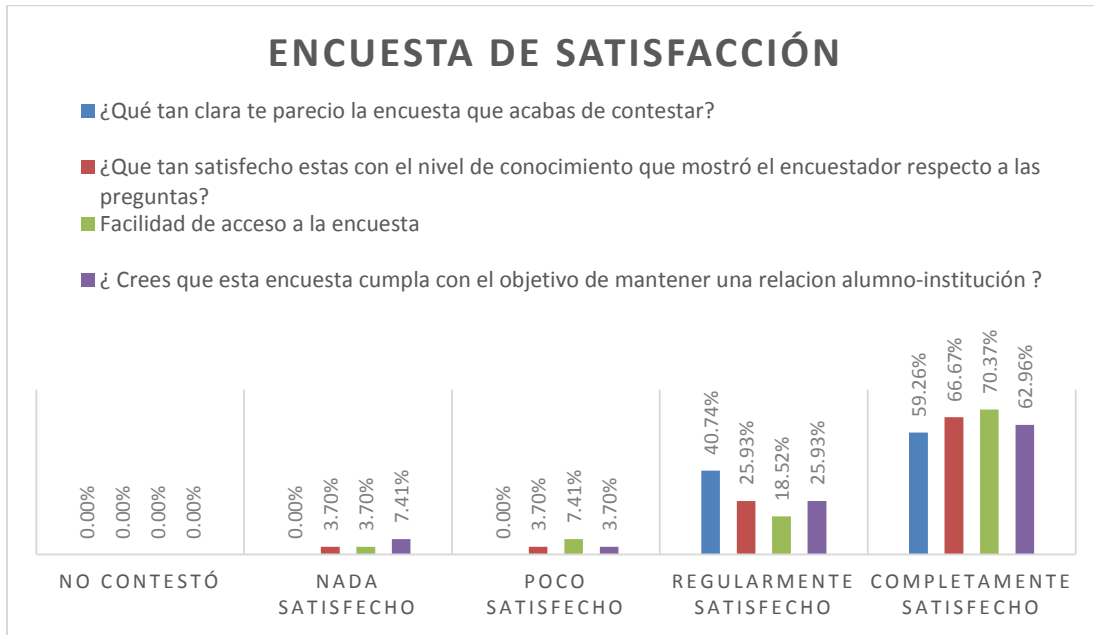 ENCUESTA DE SATISFACCIÓN
¿Qué tan clara te parecio la encuesta que acabas de contestar?
¿Que tan satisfecho estas con el nivel de conocimiento que mostró el encuestador respecto a las
preguntas?
Facilidad de acceso a la encuesta
¿ Crees que esta encuesta cumpla con el objetivo de mantener una relacion alumno-institución ?
0.00%
0.00%
0.00%
0.00%
0.00%
3.70%
3.70%
7.41%
0.00%
3.70%
7.41%
3.70%
40.74%
25.93%
18.52%
25.93%
59.26%
66.67%
70.37%
62.96%
NO CONTESTÓ
NADA
SATISFECHO
POCO
SATISFECHO
REGULARMENTE
SATISFECHO
COMPLETAMENTE
SATISFECHO